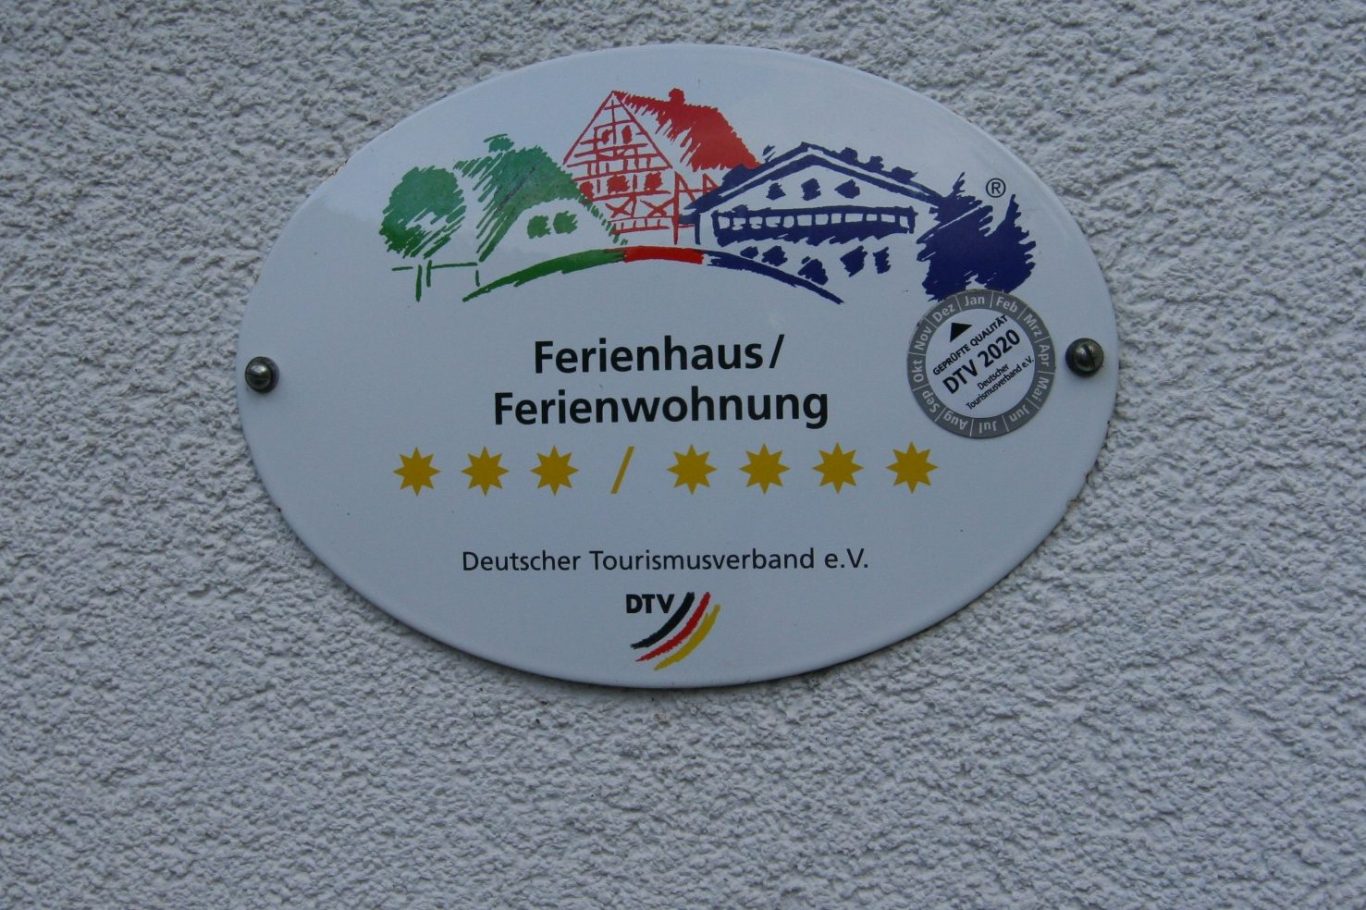 ®
Ferienhaus/
Ferienwohnung
/
Deutscher Tourismusverband e.V.
DTV
Jan Feb Mrz Apr Mai Jun Jul Aug Sep Okt Nov Dez
GEPRÜFTE QUALITÄT
DTV 2020
Deutscher
Tourismusverband e.V.